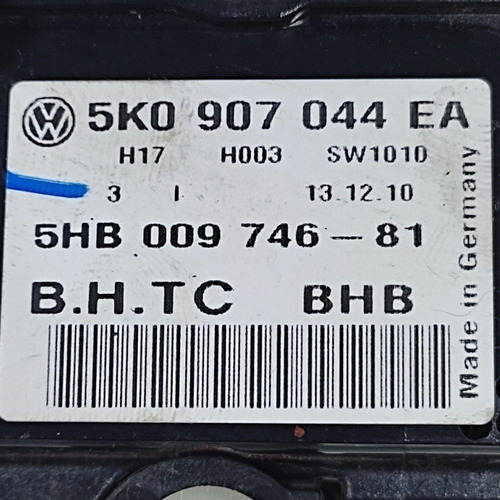 VW 5K0 907 044 EA
H17 H003 SW1010
3 I 13.12.10
5HB 009 746-81
B.H.TC BHB
Made in Germany